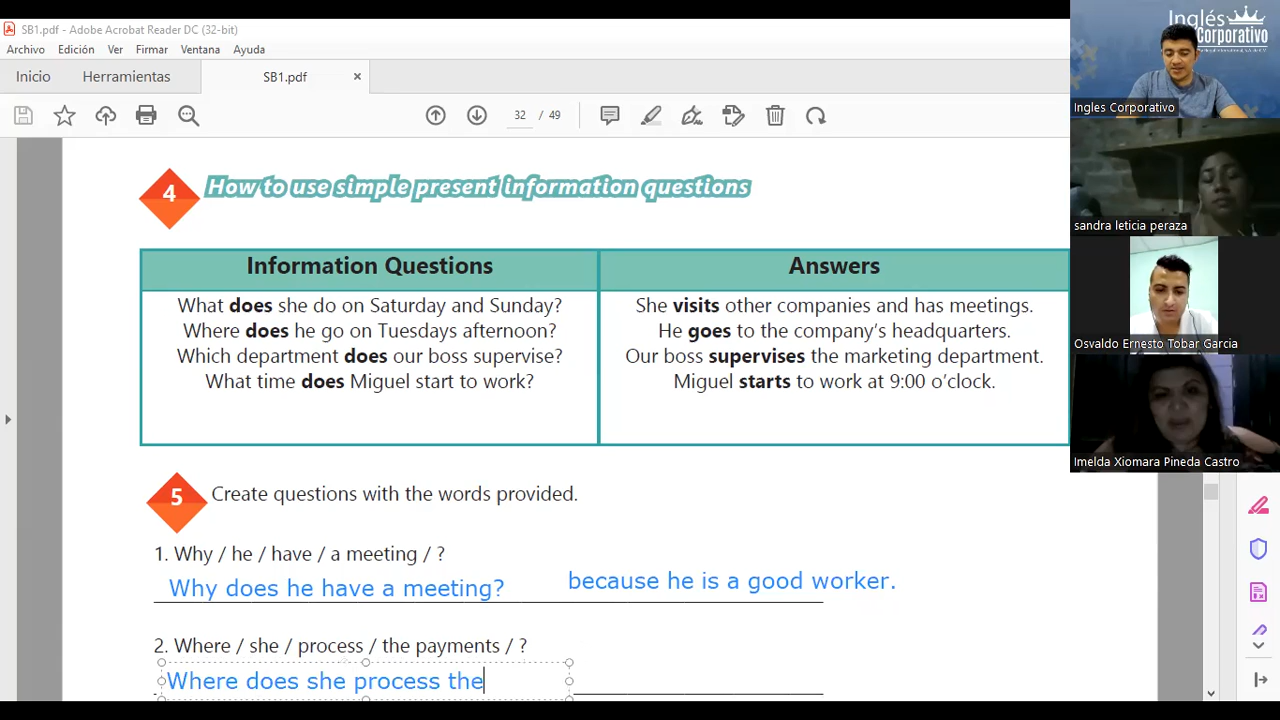 SB1.pdf - Adobe Acrobat Reader DC (32-bit)
Archivo Edición Ver Firmar Ventana Ayuda
Inicio Herramientas SB1.pdf ×
32 / 49
4 How to use simple present information questions
Information Questions
What does she do on Saturday and Sunday?
Where does he go on Tuesdays afternoon?
Which department does our boss supervise?
What time does Miguel start to work?
Answers
She visits other companies and has meetings.
He goes to the company's headquarters.
Our boss supervises the marketing department.
Miguel starts to work at 9:00 o'clock.
5 Create questions with the words provided.
1. Why / he / have / a meeting / ?
Why does he have a meeting? because he is a good worker.
2. Where / she / process / the payments / ?
Where does she process the
Inglés
Corporativo
Ingles Corporativo
sandra leticia peraza
Osvaldo Ernesto Tobar Garcia
Imelda Xiomara Pineda Castro